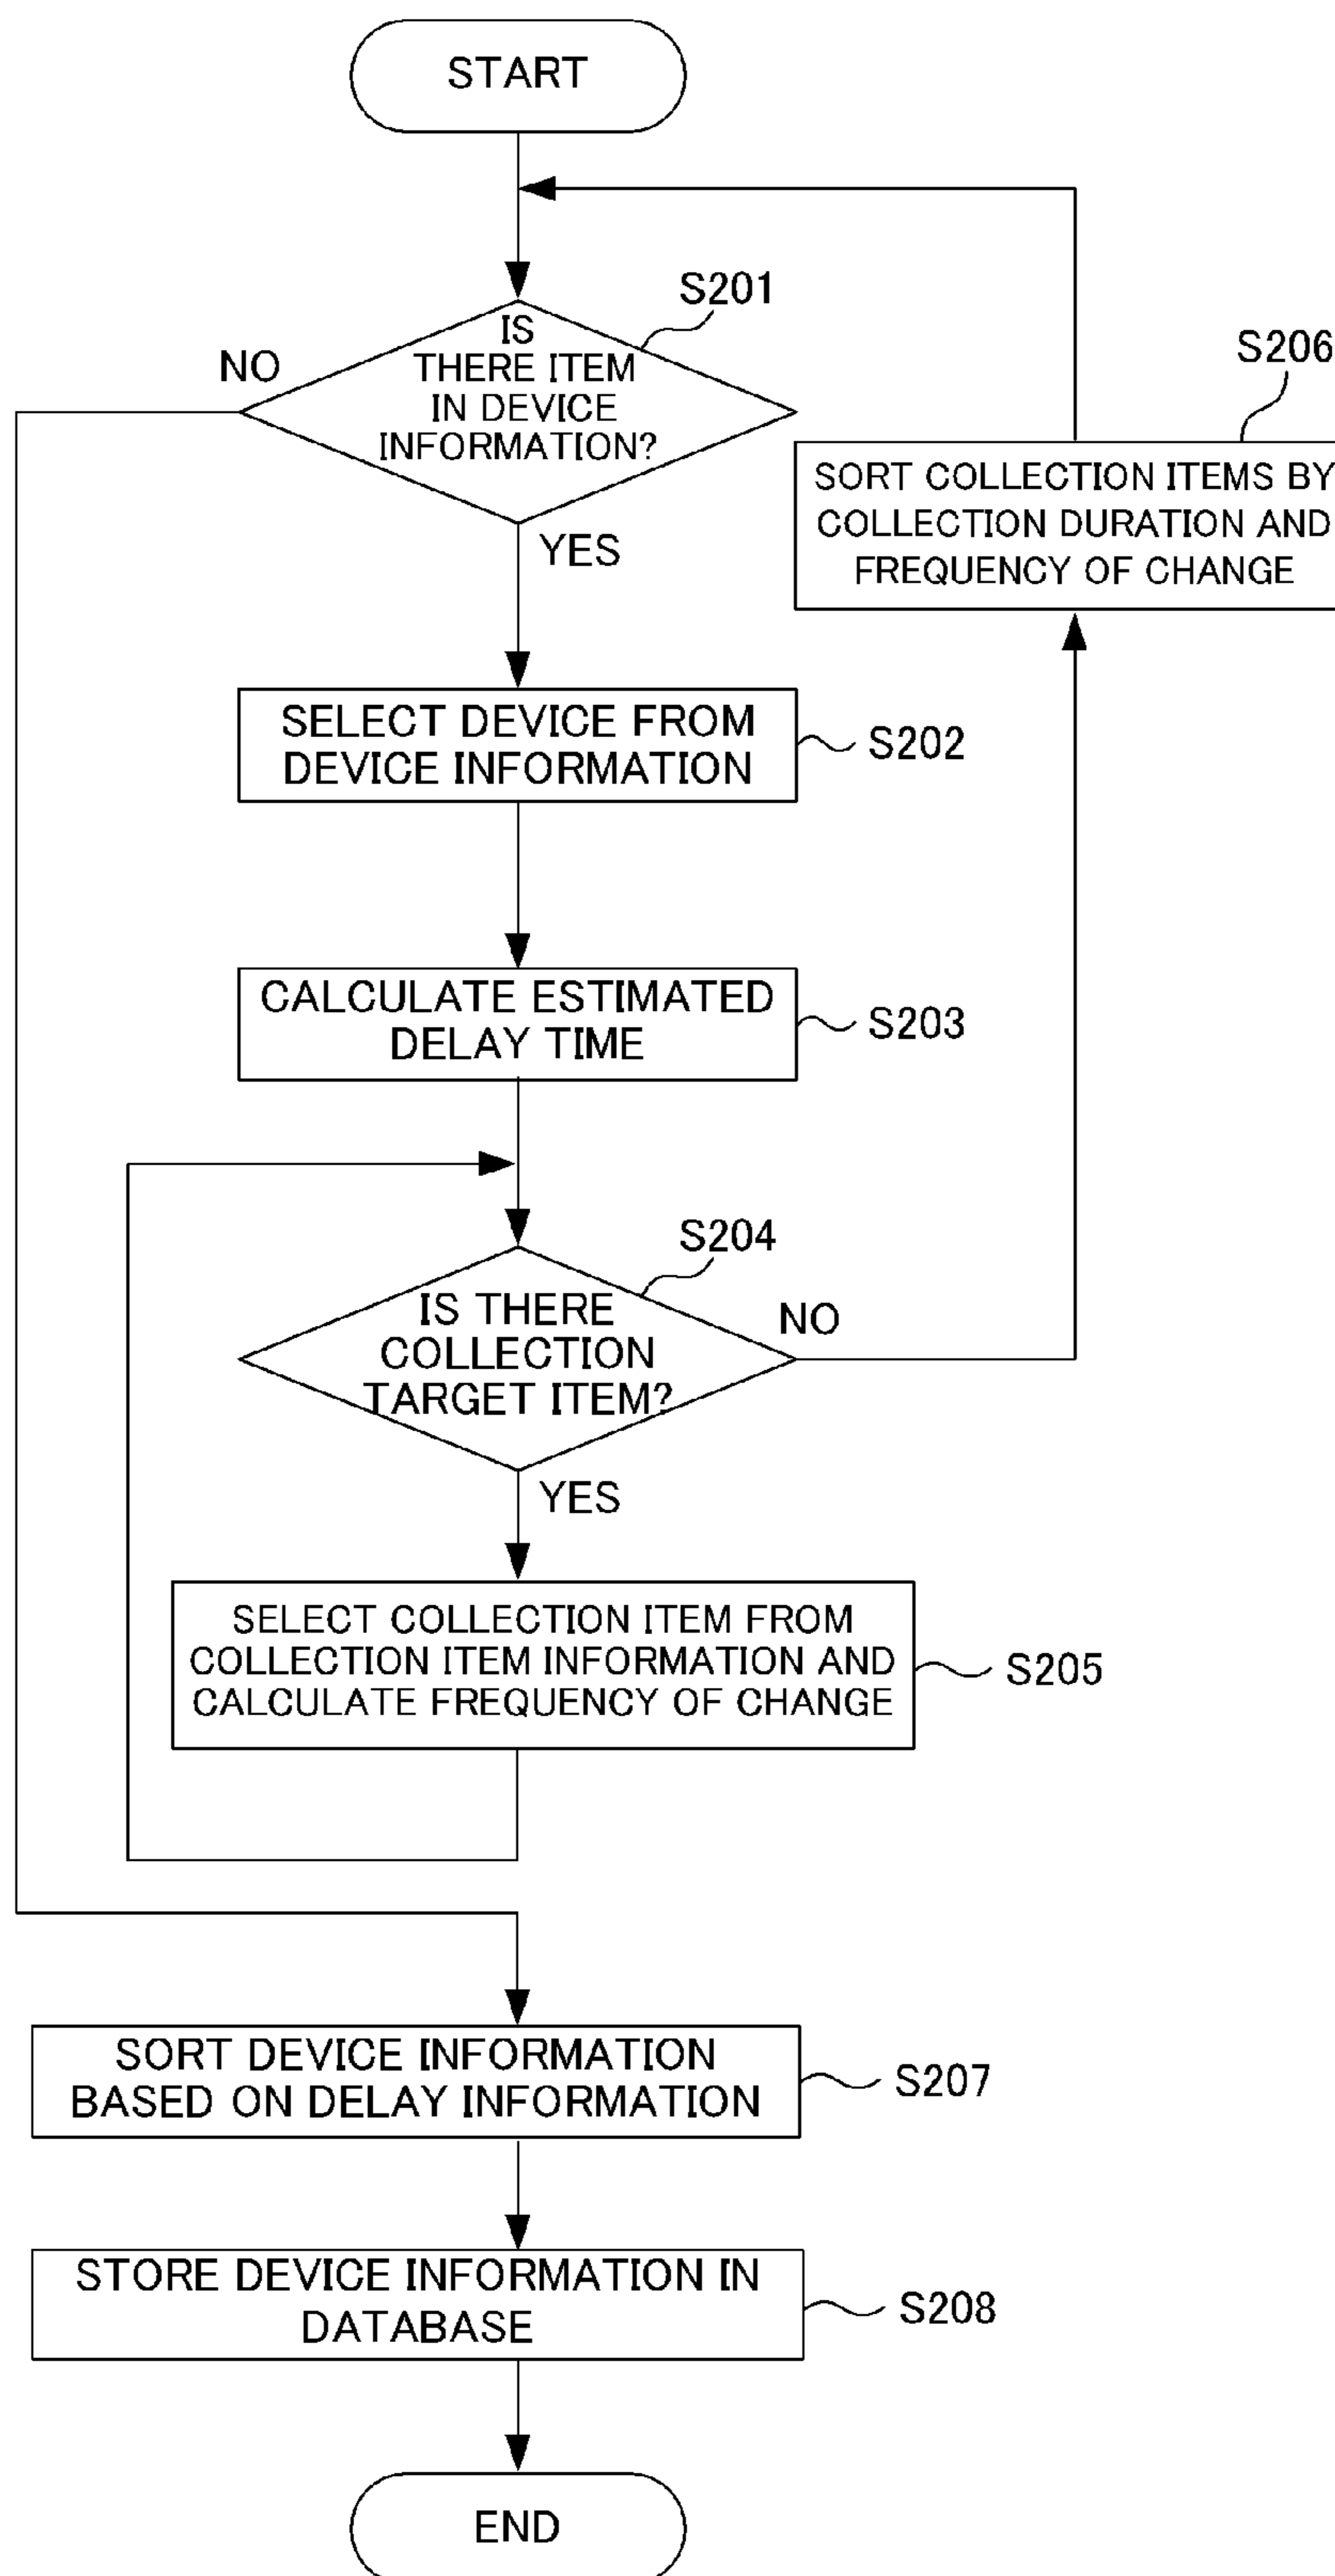 START
S201
IS
THERE ITEM
IN DEVICE
INFORMATION?
NO
YES
S206
SORT COLLECTION ITEMS BY
COLLECTION DURATION AND
FREQUENCY OF CHANGE
SELECT DEVICE FROM
DEVICE INFORMATION
S202
CALCULATE ESTIMATED
DELAY TIME
S203
S204
IS THERE
COLLECTION
TARGET ITEM?
NO
YES
SELECT COLLECTION ITEM FROM
COLLECTION ITEM INFORMATION AND
CALCULATE FREQUENCY OF CHANGE
S205
SORT DEVICE INFORMATION
BASED ON DELAY INFORMATION
S207
STORE DEVICE INFORMATION IN
DATABASE
S208
END